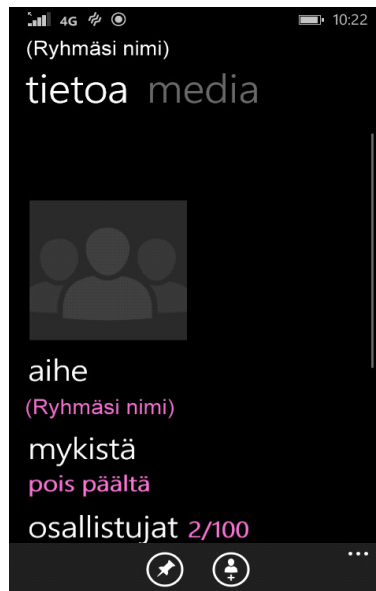 4G 10:22
(Ryhmäsi nimi)
tietoa media
aihe
(Ryhmäsi nimi)
mykistä
pois päältä
osallistujat 2/100